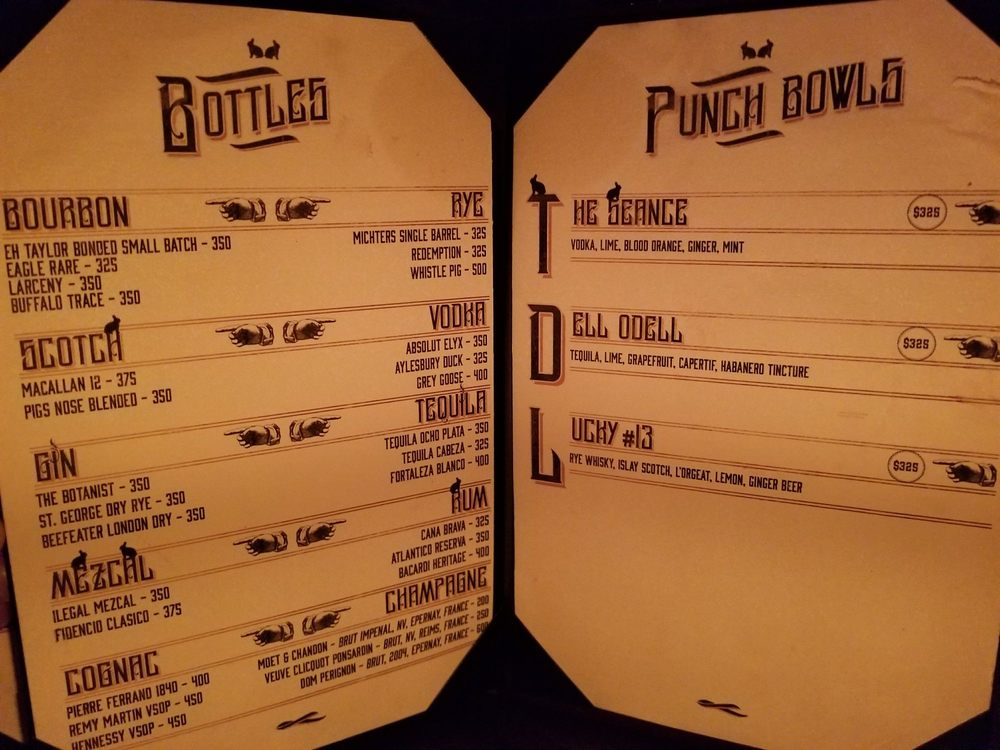 BOTTLES
BOURBON
EH TAYLOR BONDED SMALL BATCH - 350
EAGLE RARE - 325
LARCENY - 350
BUFFALO TRACE - 350
RYE
MICHTERS SINGLE BARREL - 325
REDEMPTION - 325
WHISTLE PIG - 500
SCOTCH
MACALLAN 12 - 375
PIGS NOSE BLENDED - 350
VODKA
ABSOLUT ELYX - 350
AYLESBURY DUCK - 325
GREY GOOSE - 400
GIN
THE BOTANIST - 350
ST. GEORGE DRY RYE - 350
BEEFEATER LONDON DRY - 350
TEQUILA
TEQUILA OCHO PLATA - 350
TEQUILA CABEZA - 325
FORTALEZA BLANCO - 400
MEZCAL
ILEGAL MEZCAL - 350
FIDENCIO CLASICO - 375
RUM
CANA BRAVA - 325
ATLANTICO RESERVA - 350
BACARDI HERITAGE - 400
COGNAC
PIERRE FERRAND 1840 - 400
REMY MARTIN VSOP - 450
HENNESSY VSOP - 450
CHAMPAGNE
MOET & CHANDON - BRUT IMPENAL, NV, EPERNAY, FRANCE - 200
VEUVE CLICQUOT PONSARDIN - BRUT, NV, REIMS, FRANCE - 250
DOM PERIGNON - BRUT, 2004, EPERNAY, FRANCE - 600
PUNCH BOWLS
THE SEANCE $325
VODKA, LIME, BLOOD ORANGE, GINGER, MINT
DELL ODELL $325
TEQUILA, LIME, GRAPEFRUIT, CAPERTIF, HABANERO TINCTURE
LUCKY #13 $325
RYE WHISKY, ISLAY SCOTCH, L'ORGEAT, LEMON, GINGER BEER